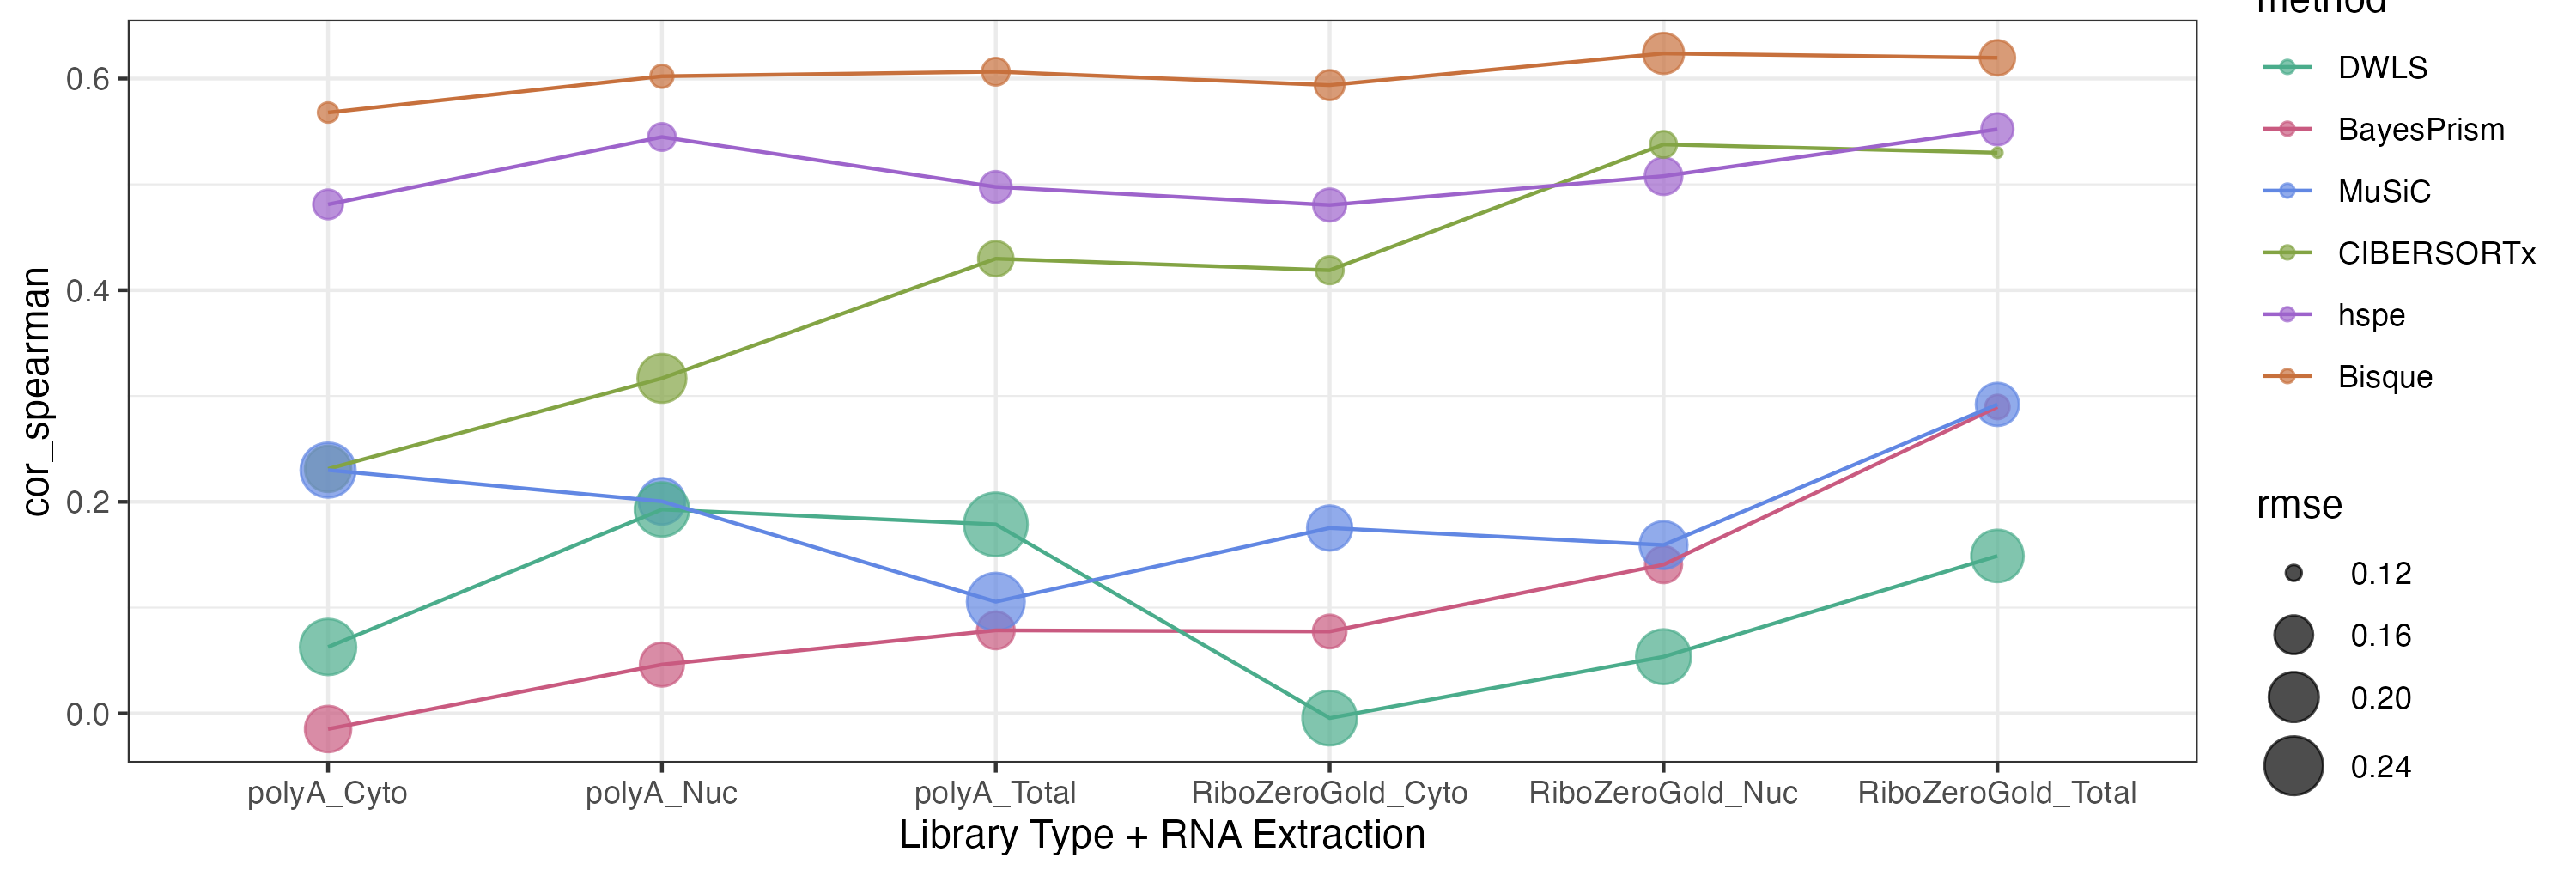 method
DWLS
BayesPrism
MuSiC
CIBERSORTx
hspe
Bisque
rmse
0.12
0.16
0.20
0.24
cor_spearman
0.6
0.4
0.2
0.0
polyA_Cyto
polyA_Nuc
polyA_Total
RiboZeroGold_Cyto
RiboZeroGold_Nuc
RiboZeroGold_Total
Library Type + RNA Extraction